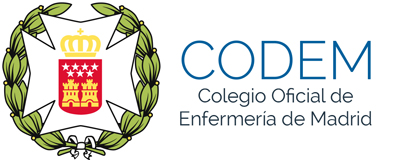 CODEM
Colegio Oficial de
Enfermería de Madrid